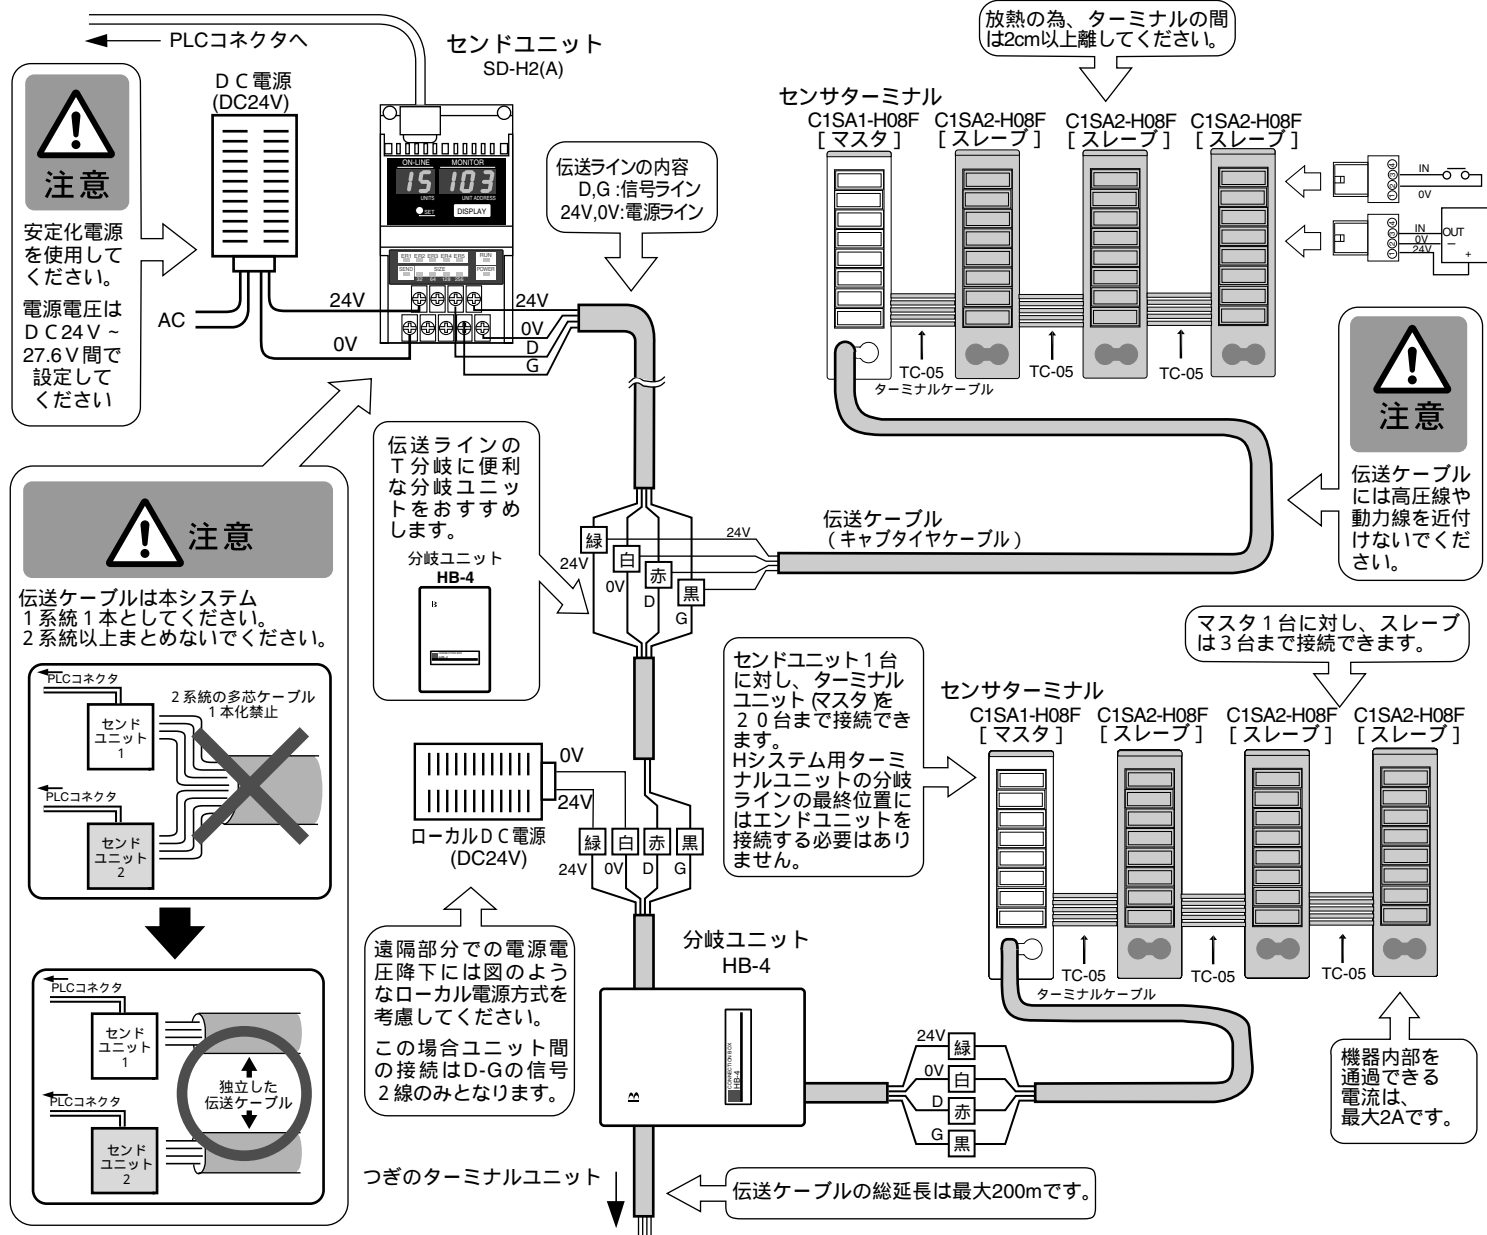 PLCコネクタへ
センドユニット
SD-H2(A)
ＤＣ電源
(DC24V)
注意
安定化電源
を使用して
ください。
電源電圧は
ＤＣ24Ｖ~
27.6Ｖ間で
設定して
ください
AC
24V
0V
ON-LINE
MONITOR
15
103
UNITS
UNIT ADDRESS
SET
DISPLAY
ER1 ER2 ER3 ER4 ER5
RUN
SEND
SIZE
POWER
24V
0V
D
G
伝送ラインの内容
D,G :信号ライン
24V,0V:電源ライン
放熱の為、ターミナルの間
は2cm以上離してください。
センサターミナル
C1SA1-H08F
[ マスタ ]
C1SA2-H08F
[ スレーブ ]
C1SA2-H08F
[ スレーブ ]
C1SA2-H08F
[ スレーブ ]
IN
0V
IN
0V
24V
OUT
−
+
TC-05
TC-05
TC-05
ターミナルケーブル
注意
伝送ケーブル
には高圧線や
動力線を近付
けないでくだ
さい。
注意
伝送ケーブルは本システム
１系統１本としてください。
２系統以上まとめないでください。
PLCコネクタ
２系統の多芯ケーブル
１本化禁止
センド
ユニット
1
PLCコネクタ
センド
ユニット
2
PLCコネクタ
センド
ユニット
1
独立した
伝送ケーブル
PLCコネクタ
センド
ユニット
2
伝送ラインの
Ｔ分岐に便利
な分岐ユニッ
トをおすすめ
します。
分岐ユニット
HB-4
緑
白
赤
黒
24V
0V
D
G
24V
伝送ケーブル
（キャブタイヤケーブル）
センドユニット１台
に対し、ターミナル
ユニット(マスタ)を
２０台まで接続でき
ます。
Hシステム用ターミ
ナルユニットの分岐
ラインの最終位置に
はエンドユニットを
接続する必要はあり
ません。
マスタ１台に対し、スレーブ
は３台まで接続できます。
センサターミナル
C1SA1-H08F
[ マスタ ]
C1SA2-H08F
[ スレーブ ]
C1SA2-H08F
[ スレーブ ]
C1SA2-H08F
[ スレーブ ]
TC-05
TC-05
TC-05
ターミナルケーブル
0V
24V
ローカルＤＣ電源
(DC24V)
緑
白
赤
黒
24V
0V
D
G
遠隔部分での電源電
圧降下には図のよう
なローカル電源方式を
考慮してください。
この場合ユニット間
の接続はD-Gの信号
２線のみとなります。
分岐ユニット
HB-4
CONNECTION BOX
HB-4
24V
緑
0V
白
D
赤
G
黒
機器内部を
通過できる
電流は、
最大2Aです。
つぎのターミナルユニット
伝送ケーブルの総延長は最大200mです。